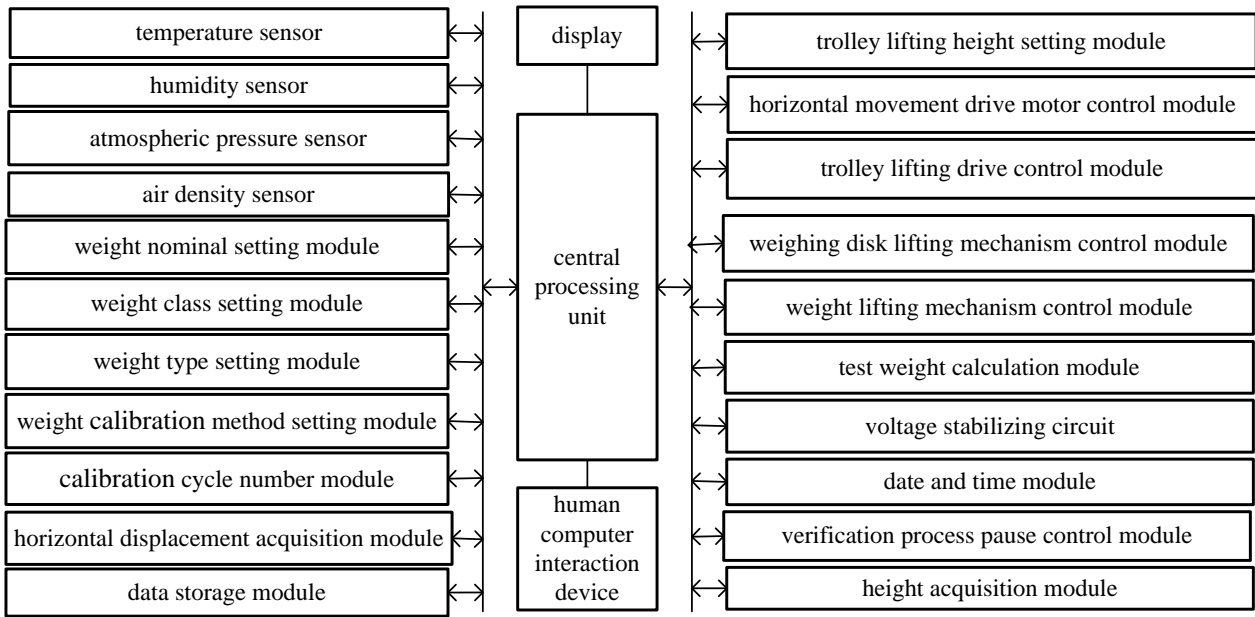 temperature sensor
humidity sensor
atmospheric pressure sensor
air density sensor
weight nominal setting module
weight class setting module
weight type setting module
weight calibration method setting module
calibration cycle number module
horizontal displacement acquisition module
data storage module
display
central
processing
unit
human
computer
interaction
device
trolley lifting height setting module
horizontal movement drive motor control module
trolley lifting drive control module
weighing disk lifting mechanism control module
weight lifting mechanism control module
test weight calculation module
voltage stabilizing circuit
date and time module
verification process pause control module
height acquisition module